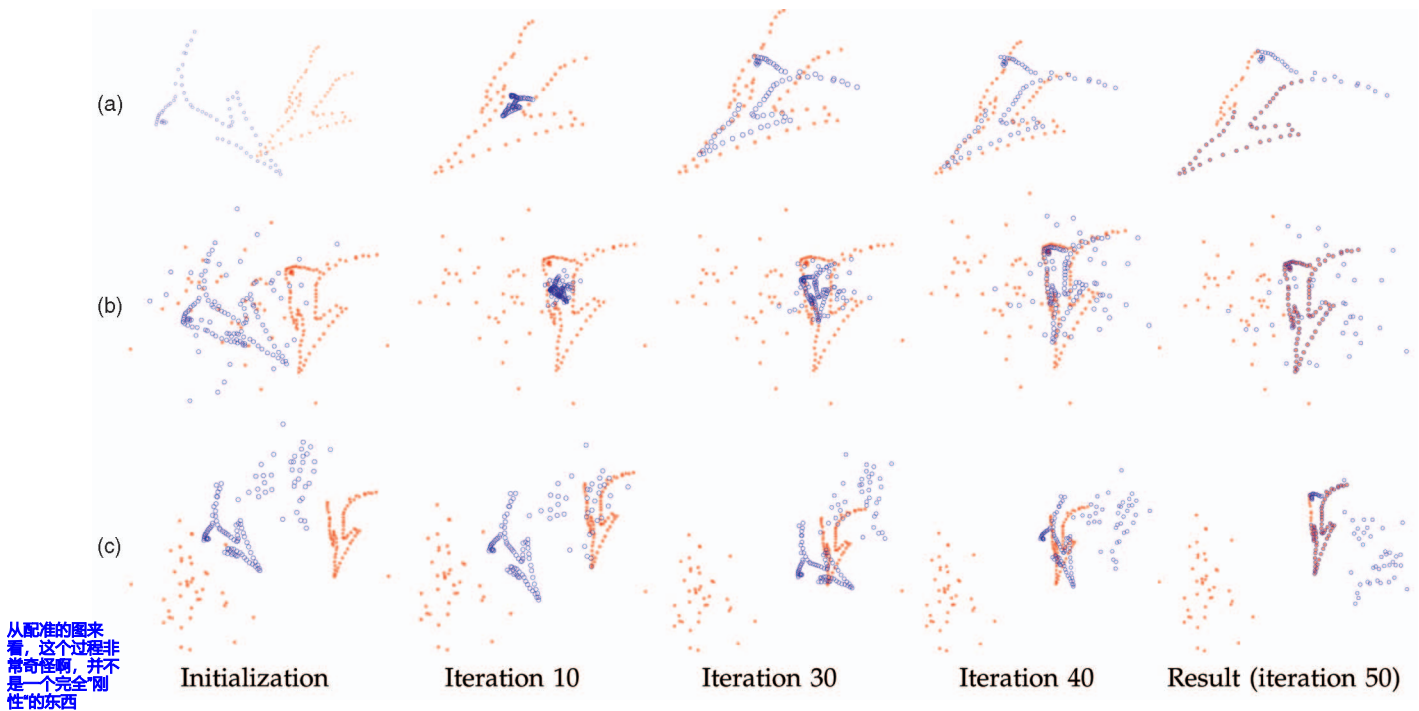 (a)
(b)
(c)
从配准的图来
看，这个过程非
常奇怪啊，并不
是一个完全"刚
性"的东西
Initialization
Iteration 10
Iteration 30
Iteration 40
Result (iteration 50)